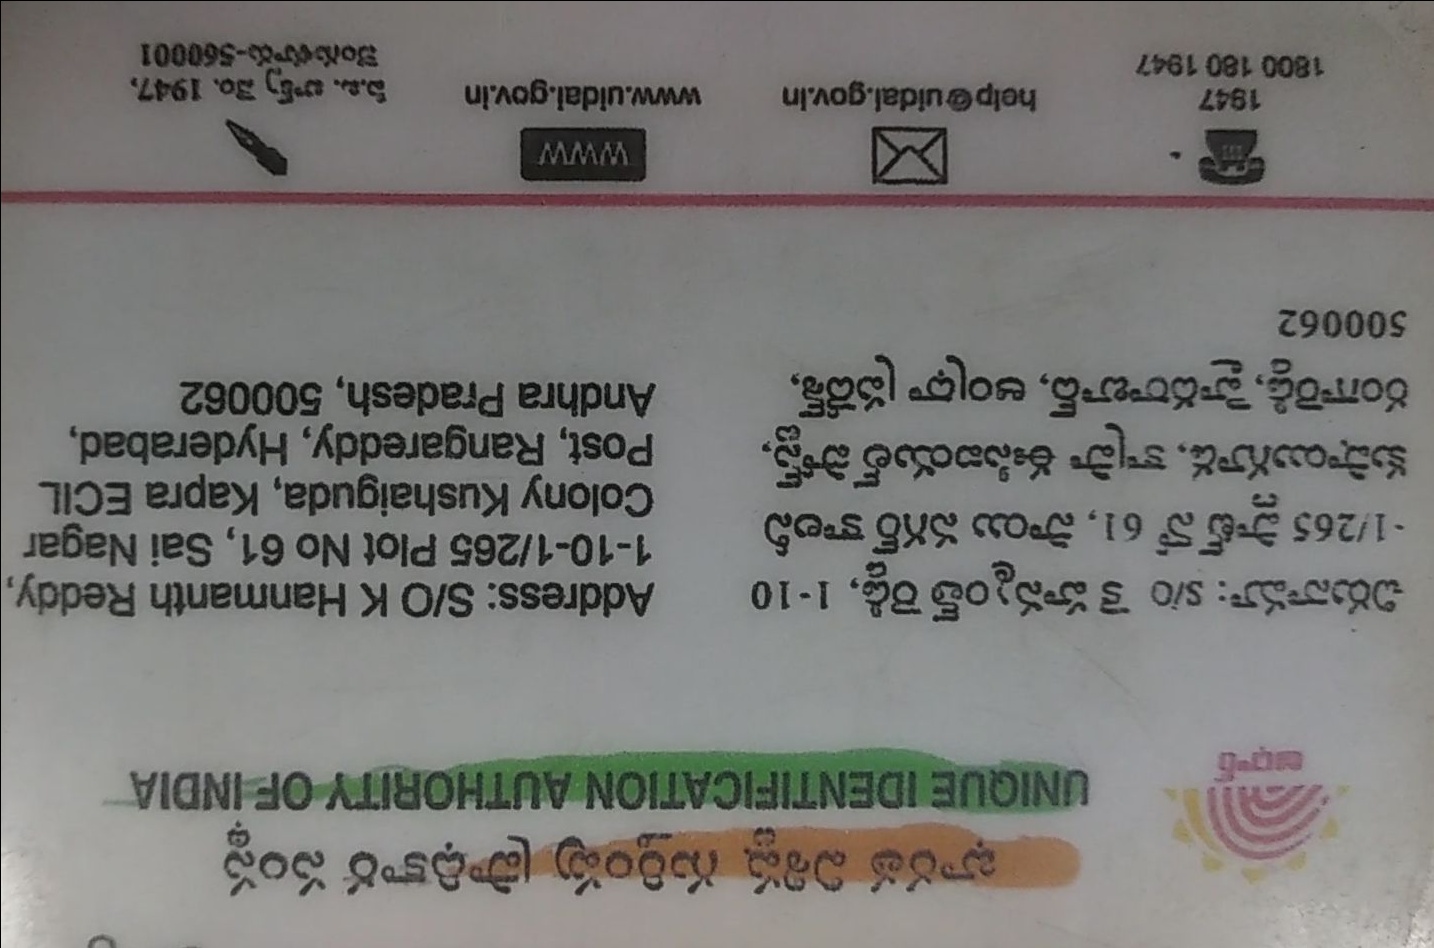 భారత విశిష్ట గుర్తింపు ప్రాధికార సంస్థ
UNIQUE IDENTIFICATION AUTHORITY OF INDIA
ఆధార్
చిరునామా: S/O కె హన్మంత్ రెడ్డి, 1-10
-1/265 ప్లాట్ నో 61, సాయి నగర్ కాలనీ
కుషాయిగూడ, కాప్రా ఈసిఐయల్ పోస్ట్,
రంగారెడ్డి, హైదరాబాద్, ఆంధ్రా ప్రదేశ్,
500062
Address: S/O K Hanmanth Reddy,
1-10-1/265 Plot No 61, Sai Nagar
Colony Kushaiguda, Kapra ECIL
Post, Rangareddy, Hyderabad,
Andhra Pradesh, 500062
1947
1800 180 1947
help@uidai.gov.in
WWW
www.uidai.gov.in
పి.ఒ. బాక్స్ నెం. 1947,
బెంగుళూరు-560001